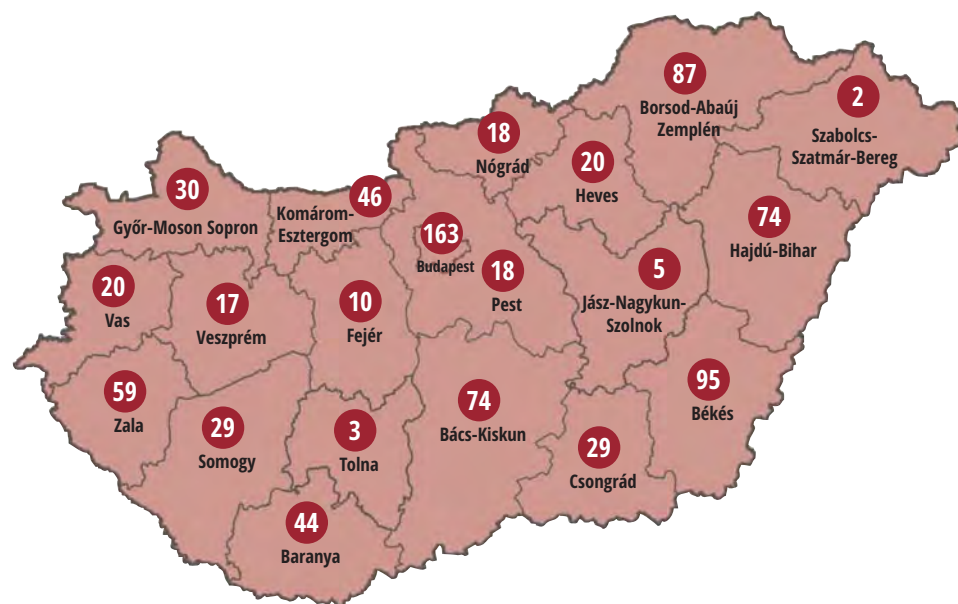 87
Borsod-Abaúj
Zemplén
2
Szabolcs-
Szatmár-Bereg
18
Nógrád
20
Heves
30
Győr-Moson Sopron
46
Komárom-
Esztergom
74
Hajdú-Bihar
163
Budapest
18
Pest
5
Jász-Nagykun-
Szolnok
20
Vas
17
Veszprém
10
Fejér
59
Zala
29
Somogy
3
Tolna
74
Bács-Kiskun
95
Békés
29
Csongrád
44
Baranya